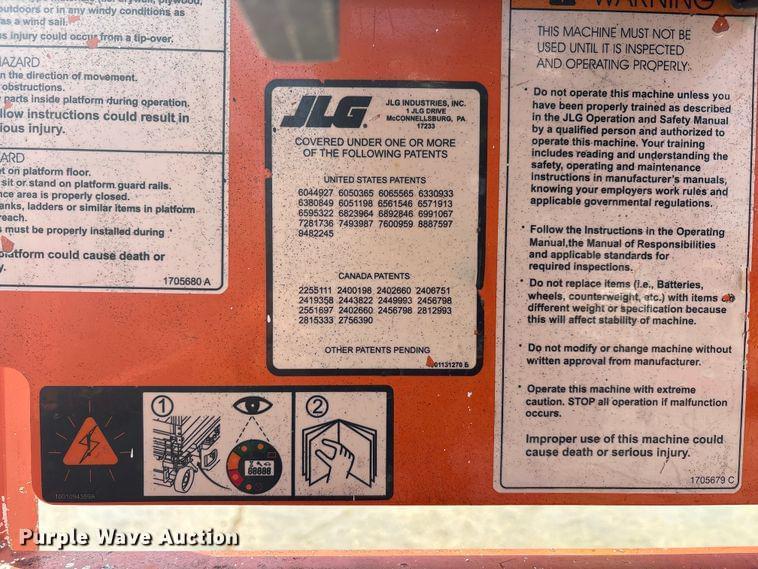 outdoors or in any windy conditions as
as a wind sail.
us injury could occur from a tip-over.
HAZARD
n the direction of movement.
obstructions.
parts inside platform during operation.
llow instructions could result in
ious injury.
ZARD
et on platform floor.
sit or stand on platform guard rails.
nce area is properly closed.
anks, ladders or similar items in platform
reach.
s must be properly installed during
platform could cause death or
y.
1705680 A
JLG
JLG INDUSTRIES, INC.
1 JLG DRIVE
McCONNELLSBURG, PA
17233
COVERED UNDER ONE OR MORE
OF THE FOLLOWING PATENTS
UNITED STATES PATENTS
6044927 6050365 6065565 6330933
6380849 6051198 6561546 6571913
6595322 6823964 6892846 6991067
7281736 7493987 7600959 8887597
9482245
CANADA PATENTS
2255111 2400198 2402660 2406751
2419358 2443822 2449993 2456798
2551697 2402660 2456798 2812993
2815333 2756390
OTHER PATENTS PENDING
1001131270 5
WARNING
THIS MACHINE MUST NOT BE
USED UNTIL IT IS INSPECTED
AND OPERATING PROPERLY.
• Do not operate this machine unless you
have been properly trained as described
in the JLG Operation and Safety Manual
by a qualified person and authorized to
operate this machine. Your training
includes reading and understanding the
safety, operating and maintenance
instructions in manufacturer's manuals,
knowing your employers work rules and
applicable governmental regulations.
• Follow the Instructions in the Operating
Manual,the Manual of Responsibilities
and applicable standards for
required inspections.
• Do not replace items (i.e., Batteries,
wheels, counterweight, etc.) with items of
different weight or specification because
this will affect stability of machine.
• Do not modify or change machine without
written approval from manufacturer.
• Operate this machine with extreme
caution. STOP all operation if malfunction
occurs.
Improper use of this machine could
cause death or serious injury.
1705679 C
1
2
88888
1001094359A
Purple Wave Auction